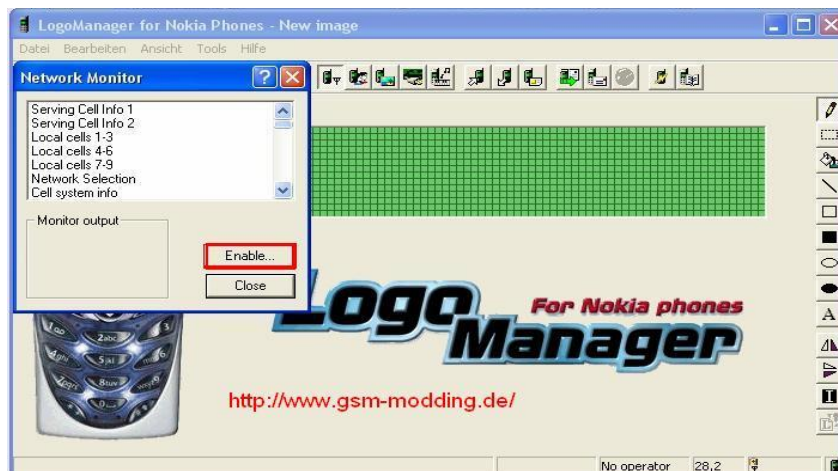 LogoManager for Nokia Phones - New image
Datei Bearbeiten Ansicht Tools Hilfe
Network Monitor
Serving Cell Info 1
Serving Cell Info 2
Local cells 1-3
Local cells 4-6
Local cells 7-9
Network Selection
Cell system info
Monitor output
Enable...
Close
Logo
For Nokia phones
Manager
http://www.gsm-modding.de/
No operator 28,2